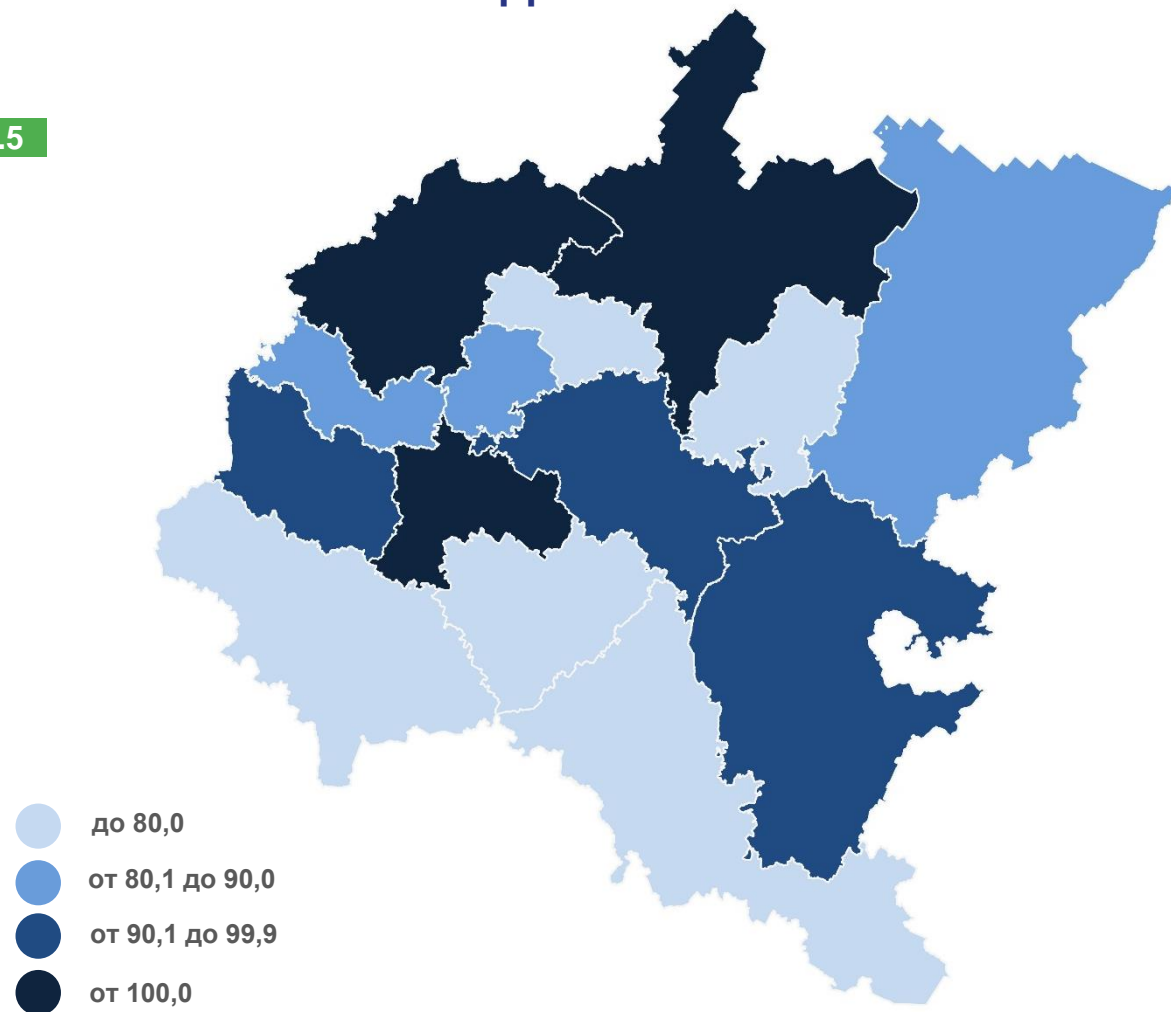 .5
до 80,0
от 80,1 до 90,0
от 90,1 до 99,9
от 100,0